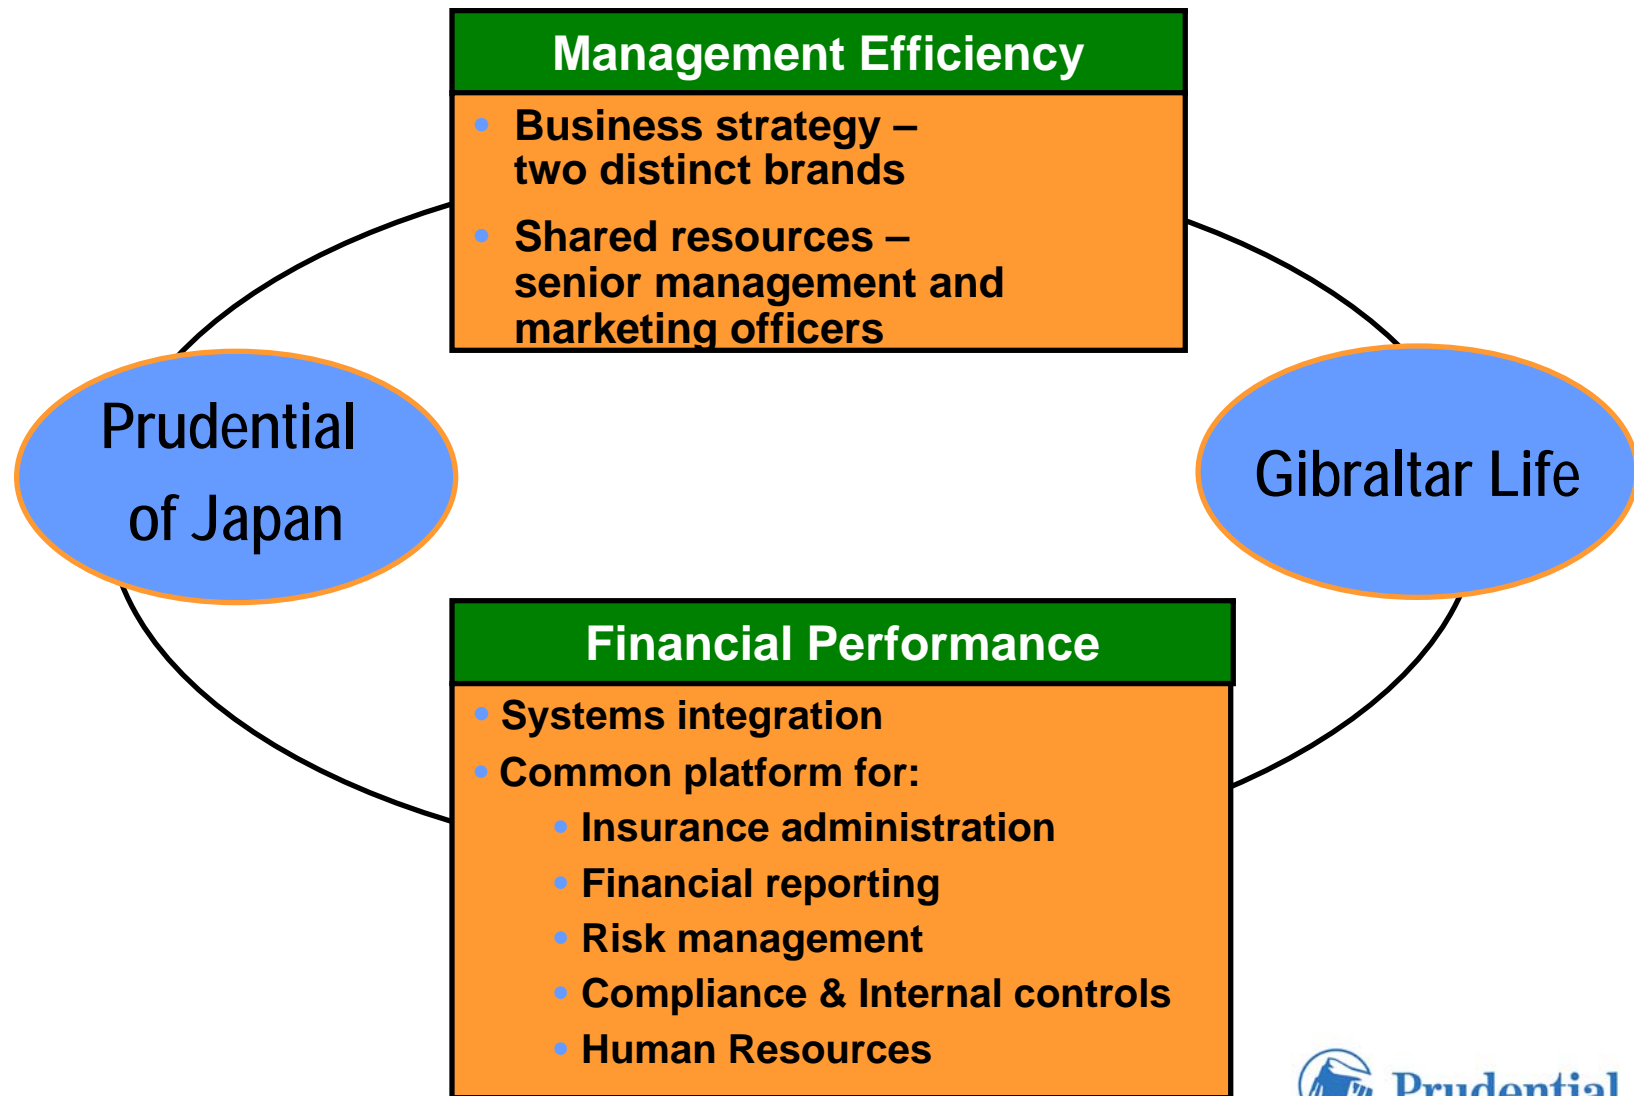 Management Efficiency
• Business strategy –
two distinct brands
• Shared resources –
senior management and
marketing officers
Prudential
of Japan
Gibraltar Life
Financial Performance
• Systems integration
• Common platform for:
• Insurance administration
• Financial reporting
• Risk management
• Compliance & Internal controls
• Human Resources
Prudential